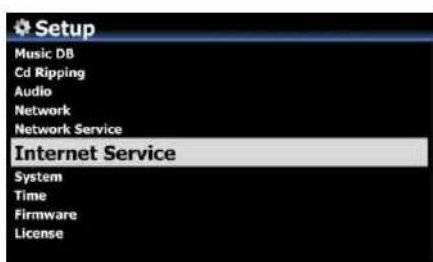 Setup
Music DB
Cd Ripping
Audio
Network
Network Service
Internet Service
System
Time
Firmware
License